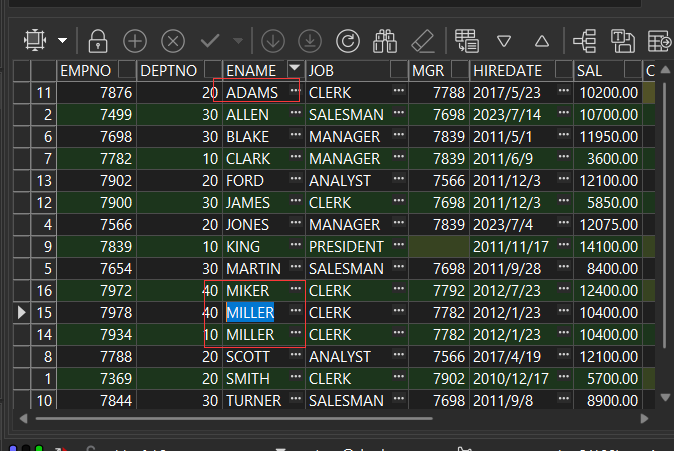 EMPNO DEPTNO ENAME JOB MGR HIREDATE SAL
11 7876 20 ADAMS CLERK 7788 2017/5/23 10200.00
2 7499 30 ALLEN SALESMAN 7698 2023/7/14 10700.00
6 7698 30 BLAKE MANAGER 7839 2011/5/1 11950.00
7 7782 10 CLARK MANAGER 7839 2011/6/9 3600.00
13 7902 20 FORD ANALYST 7566 2011/12/3 12100.00
12 7900 30 JAMES CLERK 7698 2011/12/3 5850.00
4 7566 20 JONES MANAGER 7839 2023/7/4 12075.00
9 7839 10 KING PRESIDENT 2011/11/17 14100.00
5 7654 30 MARTIN SALESMAN 7698 2011/9/28 8400.00
16 7972 40 MIKER CLERK 7792 2012/7/23 12400.00
15 7978 40 MILLER CLERK 7782 2012/1/23 10400.00
14 7934 10 MILLER CLERK 7782 2012/1/23 10400.00
8 7788 20 SCOTT ANALYST 7566 2017/4/19 12100.00
1 7369 20 SMITH CLERK 7902 2010/12/17 5700.00
10 7844 30 TURNER SALESMAN 7698 2011/9/8 8900.00